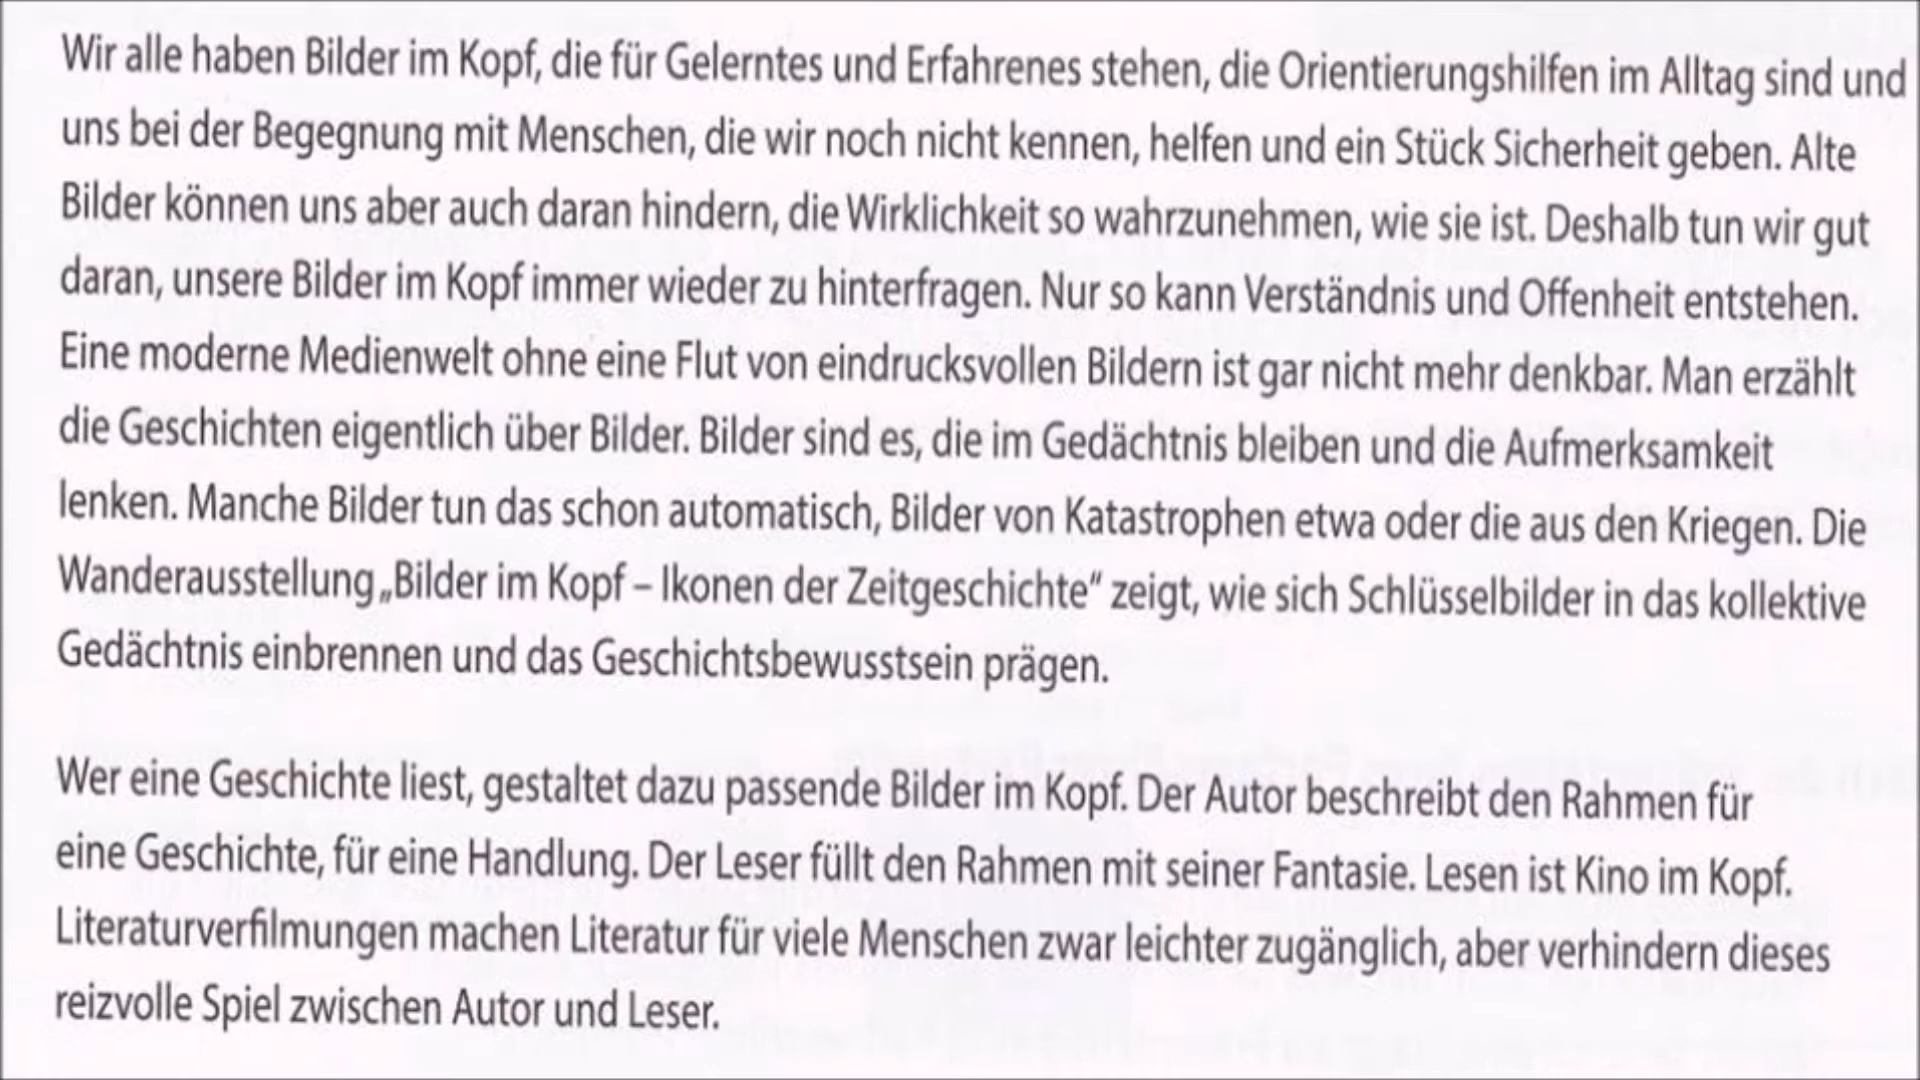 Wir alle haben Bilder im Kopf, die für Gelerntes und Erfahrenes stehen, die Orientierungshilfen im Alltag sind und
uns bei der Begegnung mit Menschen, die wir noch nicht kennen, helfen und ein Stück Sicherheit geben. Alte
Bilder können uns aber auch daran hindern, die Wirklichkeit so wahrzunehmen, wie sie ist. Deshalb tun wir gut
daran, unsere Bilder im Kopf immer wieder zu hinterfragen. Nur so kann Verständnis und Offenheit entstehen.
Eine moderne Medienwelt ohne eine Flut von eindrucksvollen Bildern ist gar nicht mehr denkbar. Man erzählt
die Geschichten eigentlich über Bilder. Bilder sind es, die im Gedächtnis bleiben und die Aufmerksamkeit
lenken. Manche Bilder tun das schon automatisch, Bilder von Katastrophen etwa oder die aus den Kriegen. Die
Wanderausstellung „Bilder im Kopf – Ikonen der Zeitgeschichte“ zeigt, wie sich Schlüsselbilder in das kollektive
Gedächtnis einbrennen und das Geschichtsbewusstsein prägen.
Wer eine Geschichte liest, gestaltet dazu passende Bilder im Kopf. Der Autor beschreibt den Rahmen für
eine Geschichte, für eine Handlung. Der Leser füllt den Rahmen mit seiner Fantasie. Lesen ist Kino im Kopf.
Literaturverfilmungen machen Literatur für viele Menschen zwar leichter zugänglich, aber verhindern dieses
reizvolle Spiel zwischen Autor und Leser.